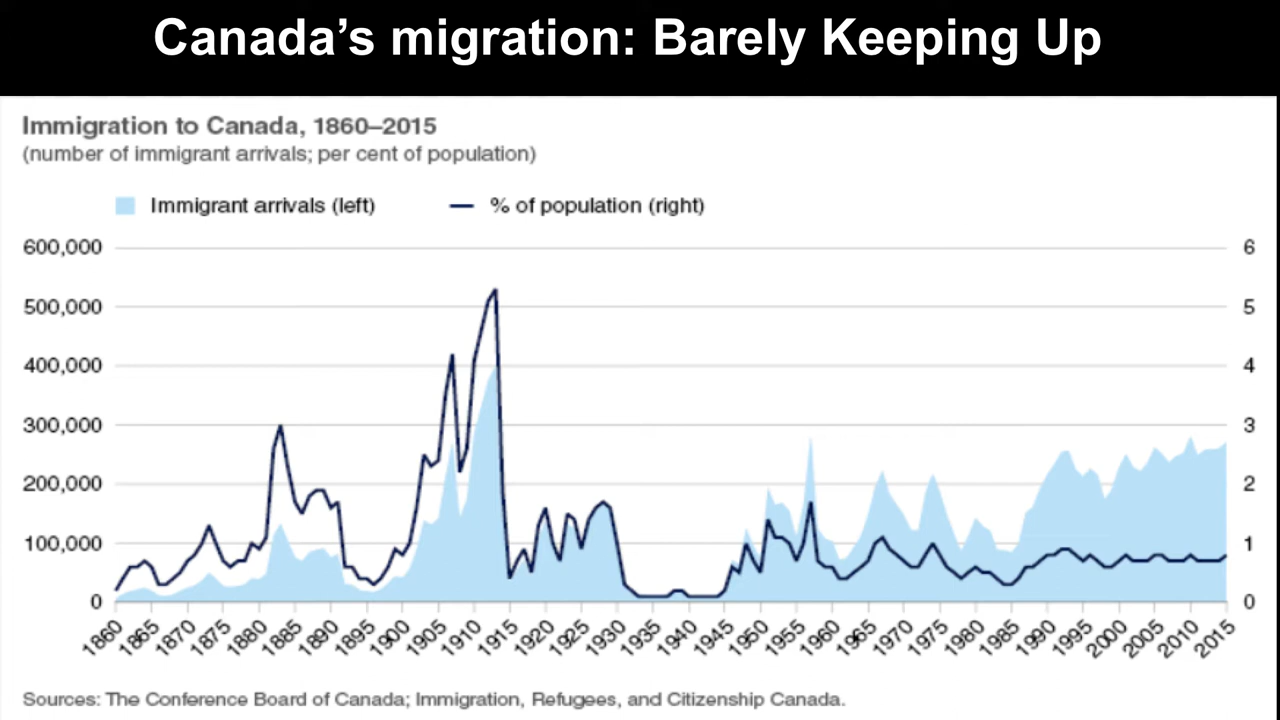 Canada’s migration: Barely Keeping Up
Immigration to Canada, 1860–2015
(number of immigrant arrivals; per cent of population)
Immigrant arrivals (left) % of population (right)
600,000 6
500,000 5
400,000 4
300,000 3
200,000 2
100,000 1
0 0
1860 1865 1870 1875 1880 1885 1890 1895 1900 1905 1910 1915 1920 1925 1930 1935 1940 1945 1950 1955 1960 1965 1970 1975 1980 1985 1990 1995 2000 2005 2010 2015
Sources: The Conference Board of Canada; Immigration, Refugees, and Citizenship Canada.